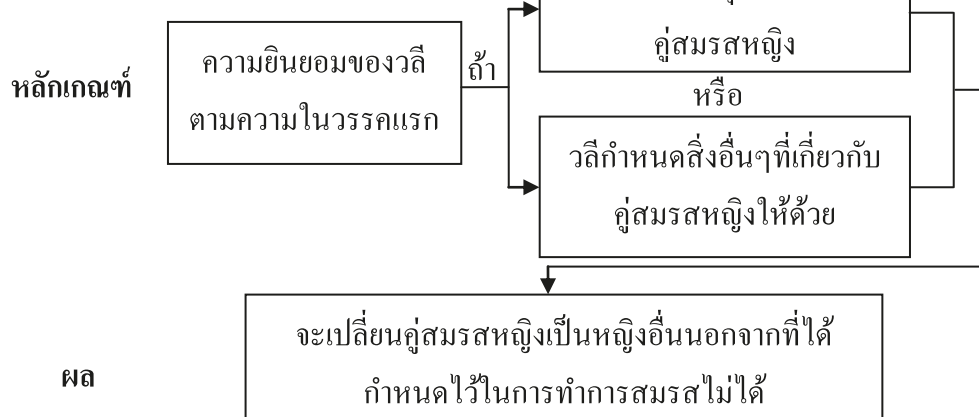 คู่สมรสหญิง
หลักเกณฑ์
ความยินยอมของวลี
ตามความในวรรคแรก
ถ้า
หรือ
วลีกำหนดสิ่งอื่นๆที่เกี่ยวกับ
คู่สมรสหญิงให้ด้วย
ผล
จะเปลี่ยนคู่สมรสหญิงเป็นหญิงอื่นนอกจากที่ได้
กำหนดไว้ในการทำการสมรสไม่ได้